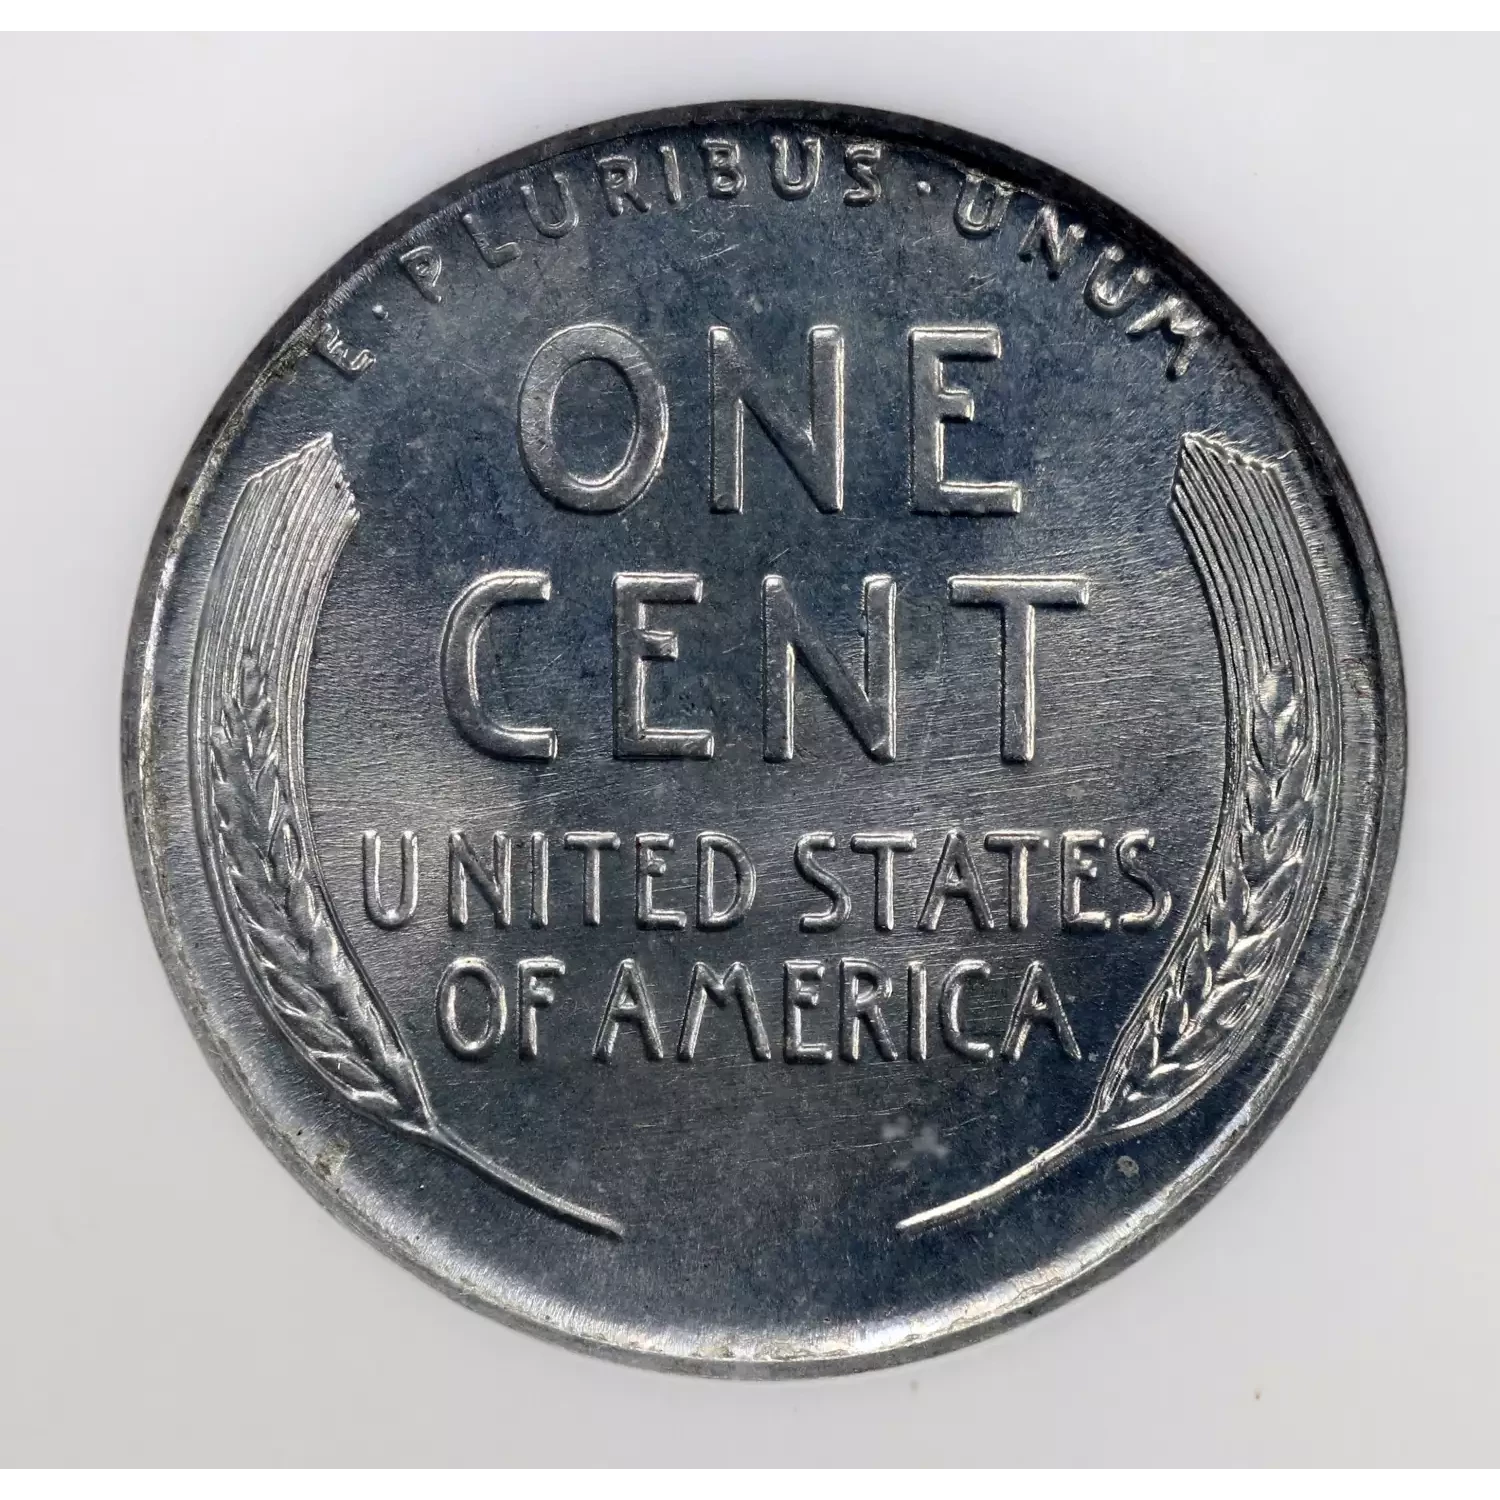 E · PLURIBUS · UNUM
ONE
CENT
UNITED STATES
OF AMERICA